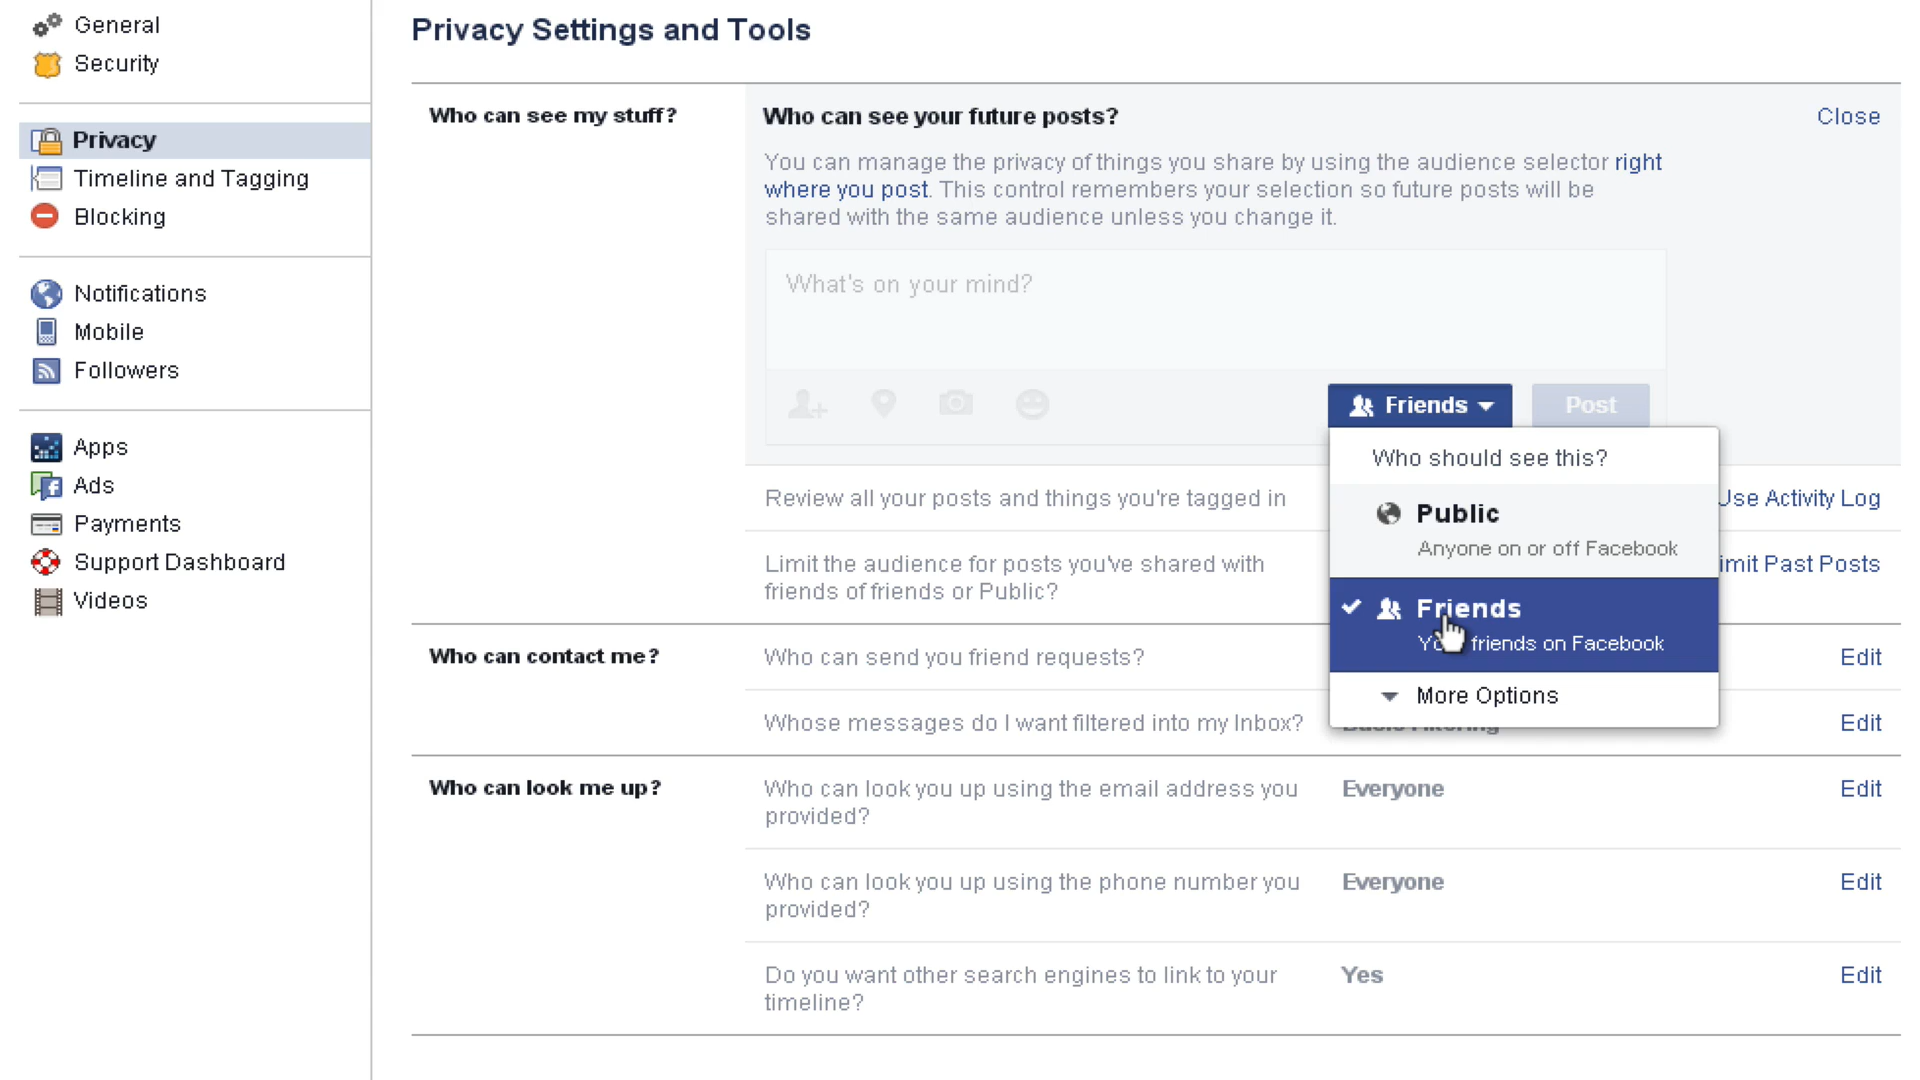 General
Security
Privacy
Timeline and Tagging
Blocking
Notifications
Mobile
Followers
Apps
Ads
Payments
Support Dashboard
Videos
Privacy Settings and Tools
Who can see my stuff?
Who can see your future posts?
Close
You can manage the privacy of things you share by using the audience selector right
where you post. This control remembers your selection so future posts will be
shared with the same audience unless you change it.
What's on your mind?
Friends
Post
Who should see this?
Public
Anyone on or off Facebook
Friends
friends on Facebook
More Options
Review all your posts and things you're tagged in
Use Activity Log
Limit the audience for posts you've shared with
friends of friends or Public?
Past Posts
Who can contact me?
Who can send you friend requests?
Edit
Whose messages do I want filtered into my Inbox?
Edit
Who can look me up?
Who can look you up using the email address you
provided?
Everyone
Edit
Who can look you up using the phone number you
provided?
Everyone
Edit
Do you want other search engines to link to your
timeline?
Yes
Edit